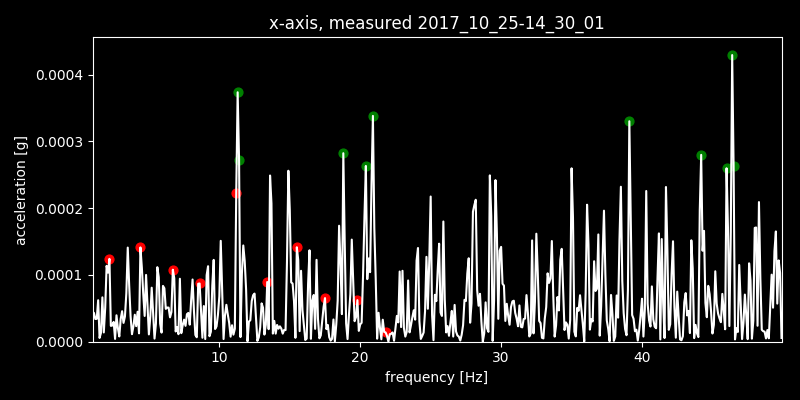 x-axis, measured 2017_10_25-14_30_01
acceleration [g]
0.0004
0.0003
0.0002
0.0001
0.0000
10 20 30 40
frequency [Hz]